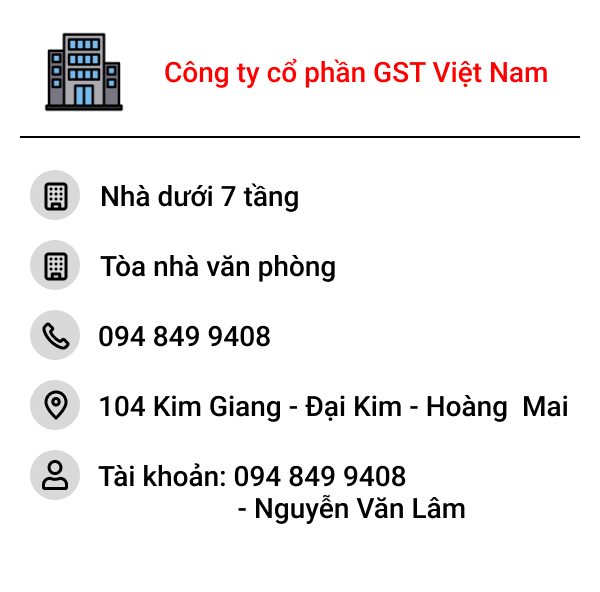 Công ty cổ phần GST Việt Nam
Nhà dưới 7 tầng
Tòa nhà văn phòng
094 849 9408
104 Kim Giang - Đại Kim - Hoàng  Mai
Tài khoản: 094 849 9408
- Nguyễn Văn Lâm